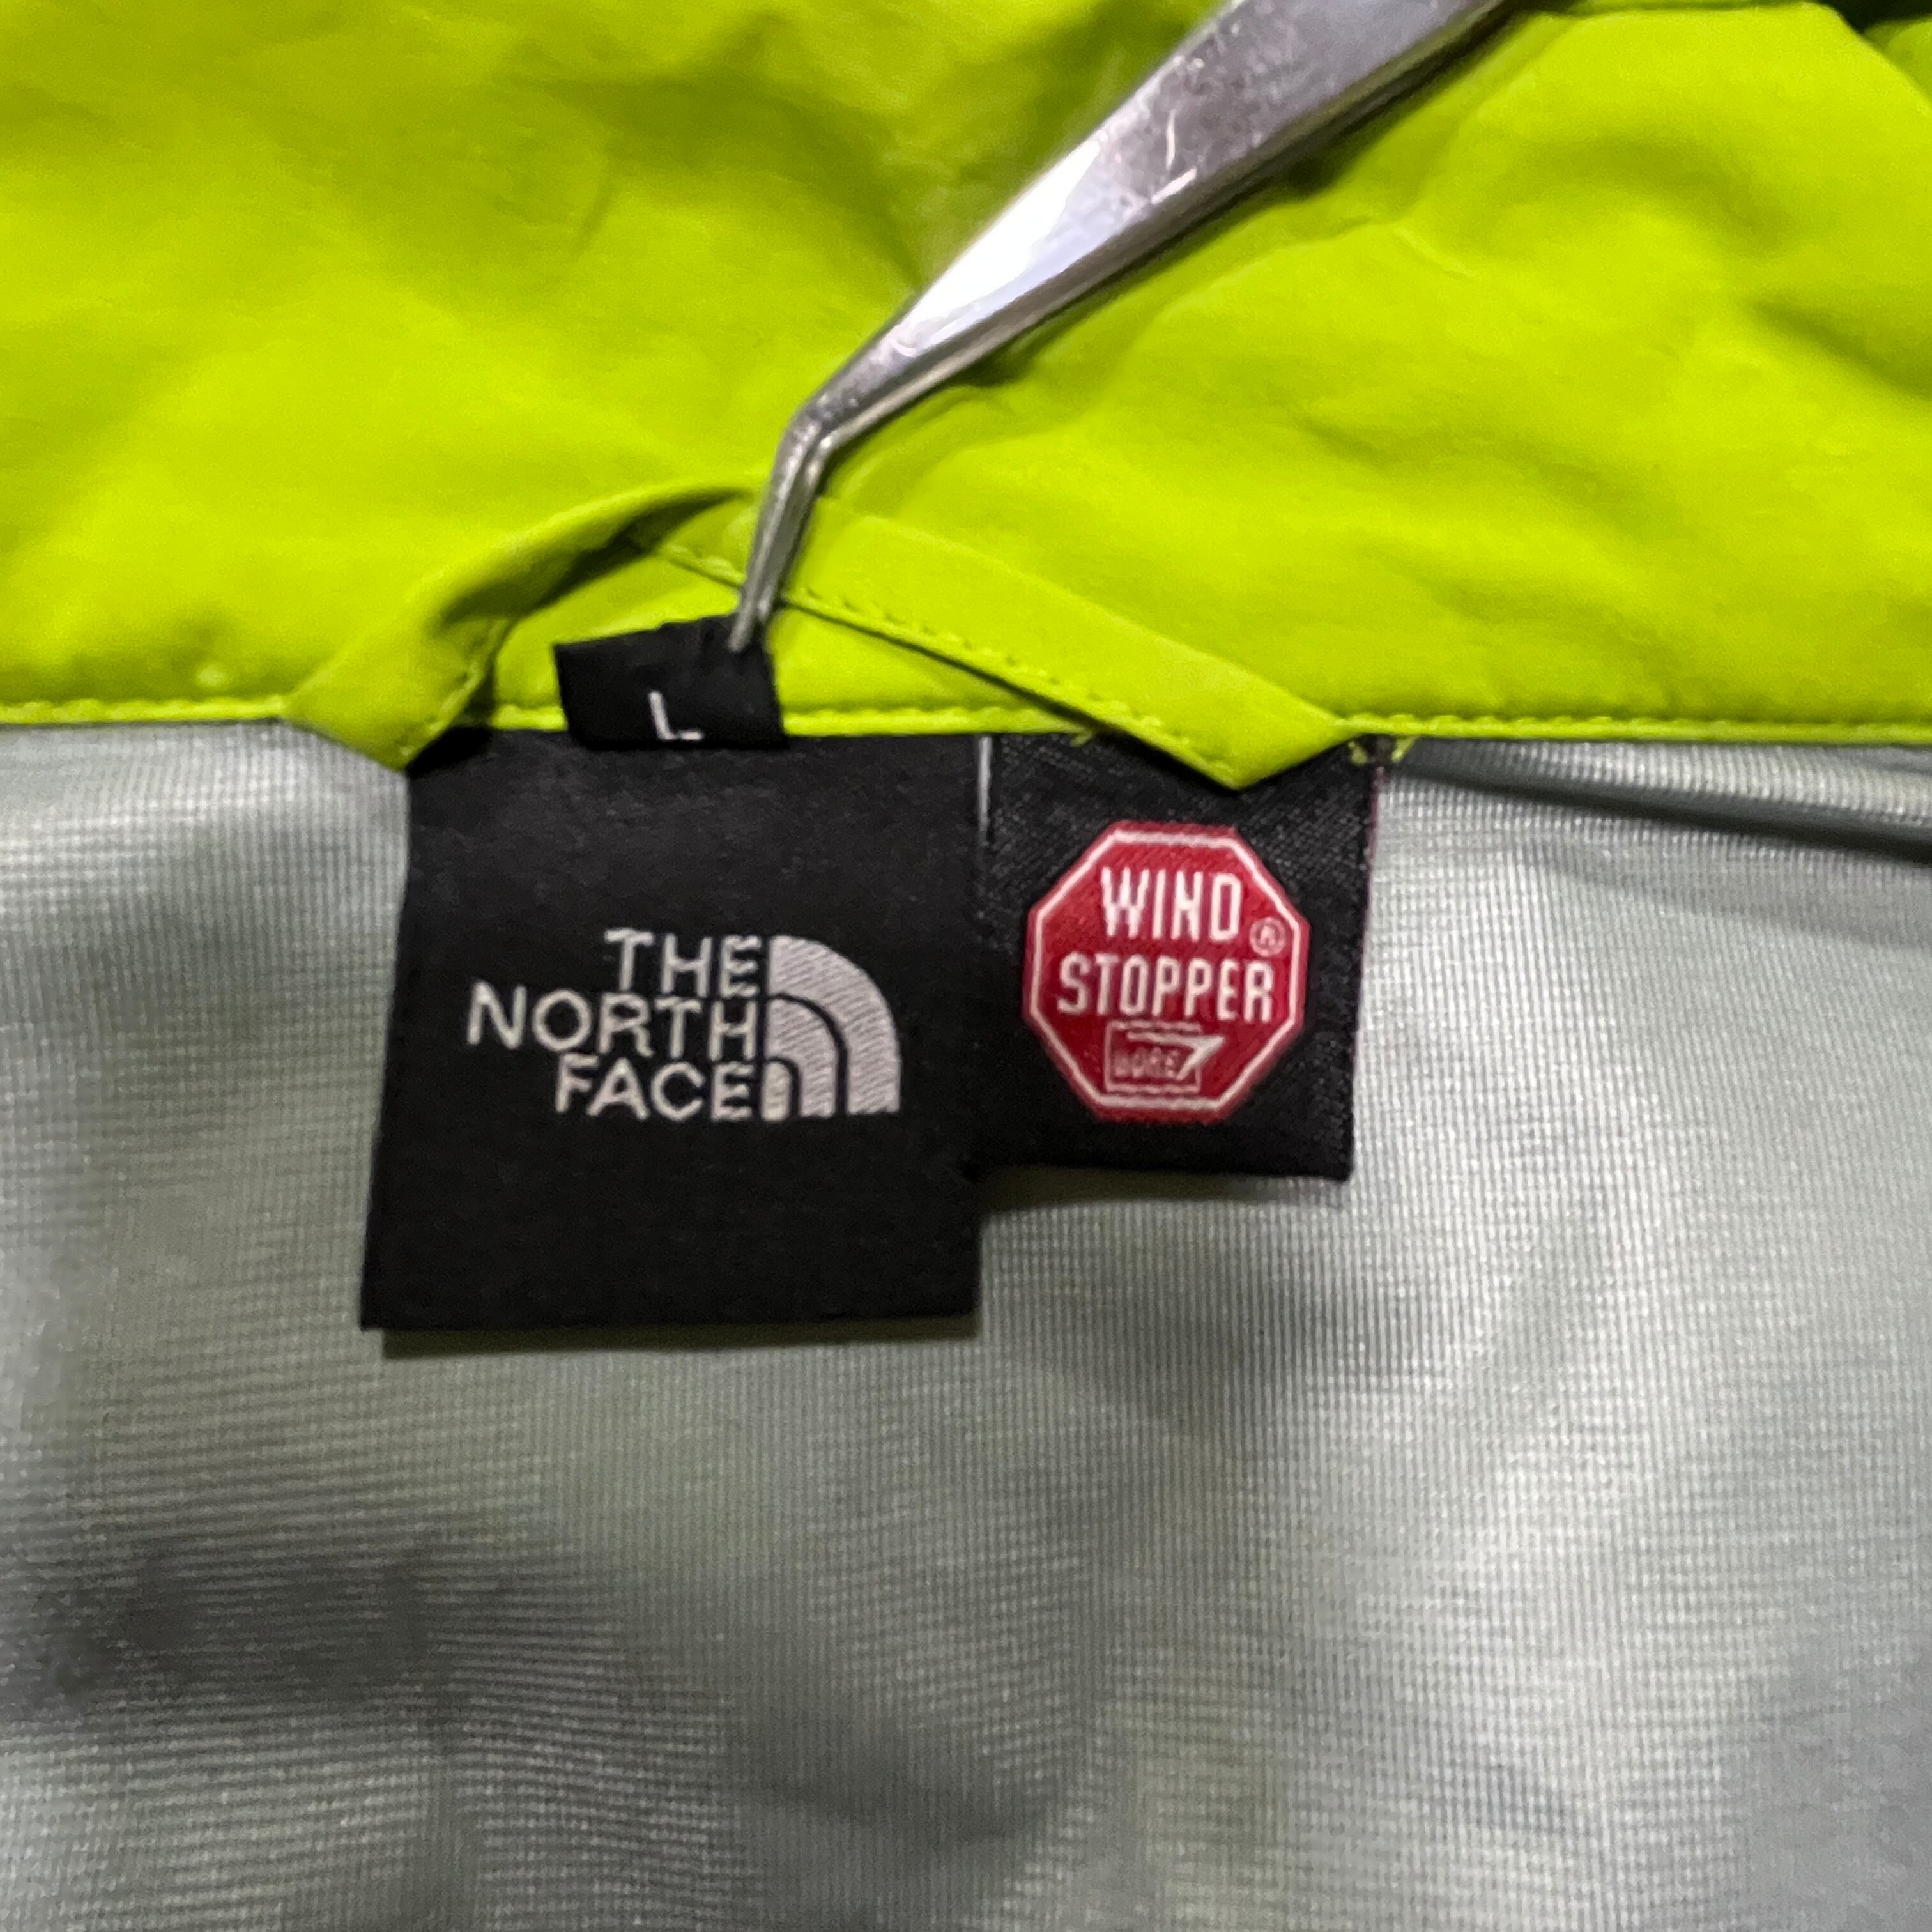 L
THE
NORTH
FACE
WIND
STOPPER
®
GORE